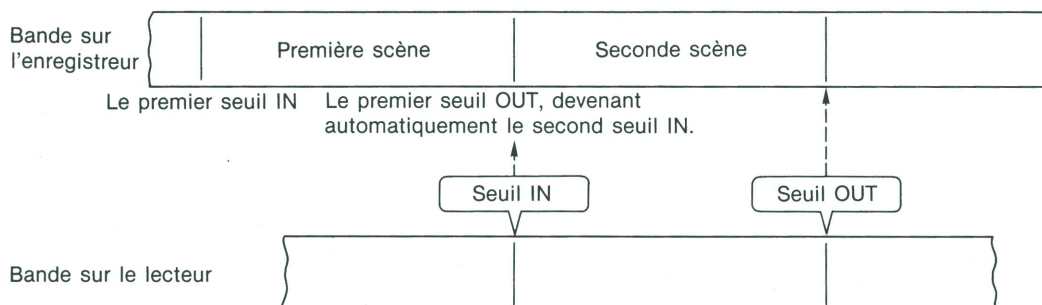 Bande sur
l'enregistreur
Première scène
Seconde scène
Le premier seuil IN
Le premier seuil OUT, devenant
automatiquement le second seuil IN.
Seuil IN
Seuil OUT
Bande sur le lecteur